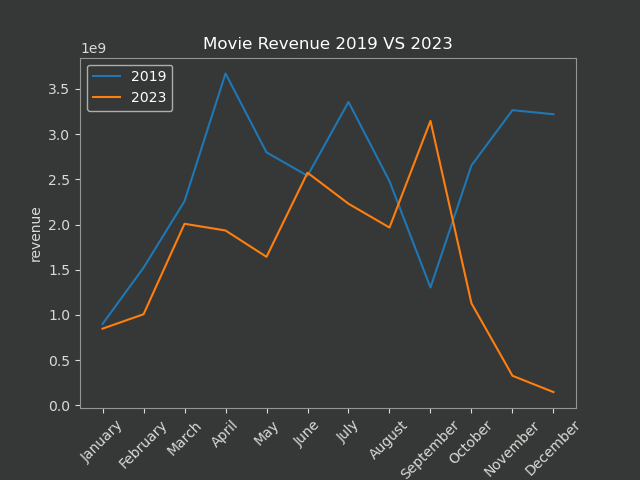 Movie Revenue 2019 VS 2023
1e9
2019
2023
3.5
3.0
2.5
2.0
1.5
1.0
0.5
0.0
revenue
January
February
March
April
May
June
July
August
September
October
November
December